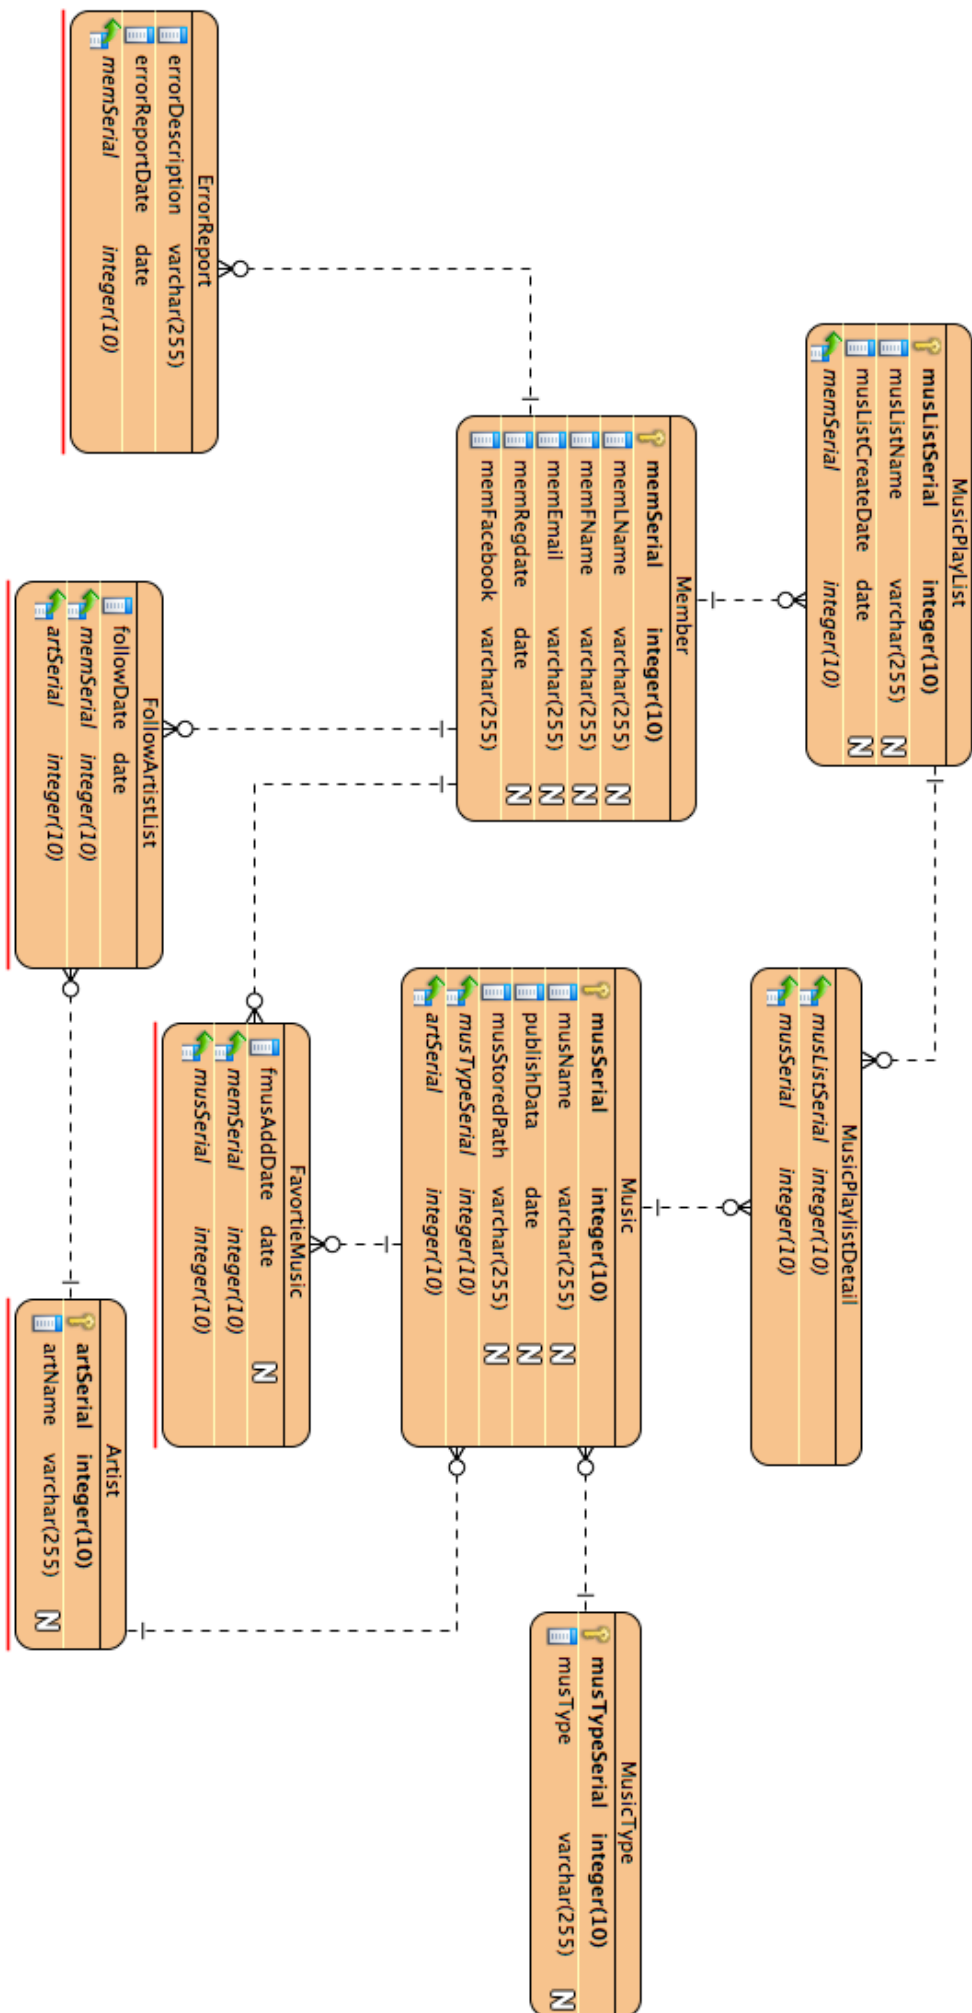 MusicPlayList
musListSerial integer(10)
musListName varchar(255) N
musListCreateDate date N
memSerial integer(10)
MusicPlaylistDetail
musListSerial integer(10)
musSerial integer(10)
Member
memSerial integer(10)
memLName varchar(255) N
memFName varchar(255) N
memEmail varchar(255) N
memRegdate date N
memFacebook varchar(255)
Music
musSerial integer(10)
musName varchar(255) N
publishData date N
musStoredPath varchar(255) N
musTypeSerial integer(10)
artSerial integer(10)
MusicType
musTypeSerial integer(10)
musType varchar(255) N
ErrorReport
errorDescription varchar(255)
errorReportDate date
memSerial integer(10)
FavortieMusic
fmusAddDate date N
memSerial integer(10)
musSerial integer(10)
FollowArtistList
followDate date
memSerial integer(10)
artSerial integer(10)
Artist
artSerial integer(10)
artName varchar(255) N